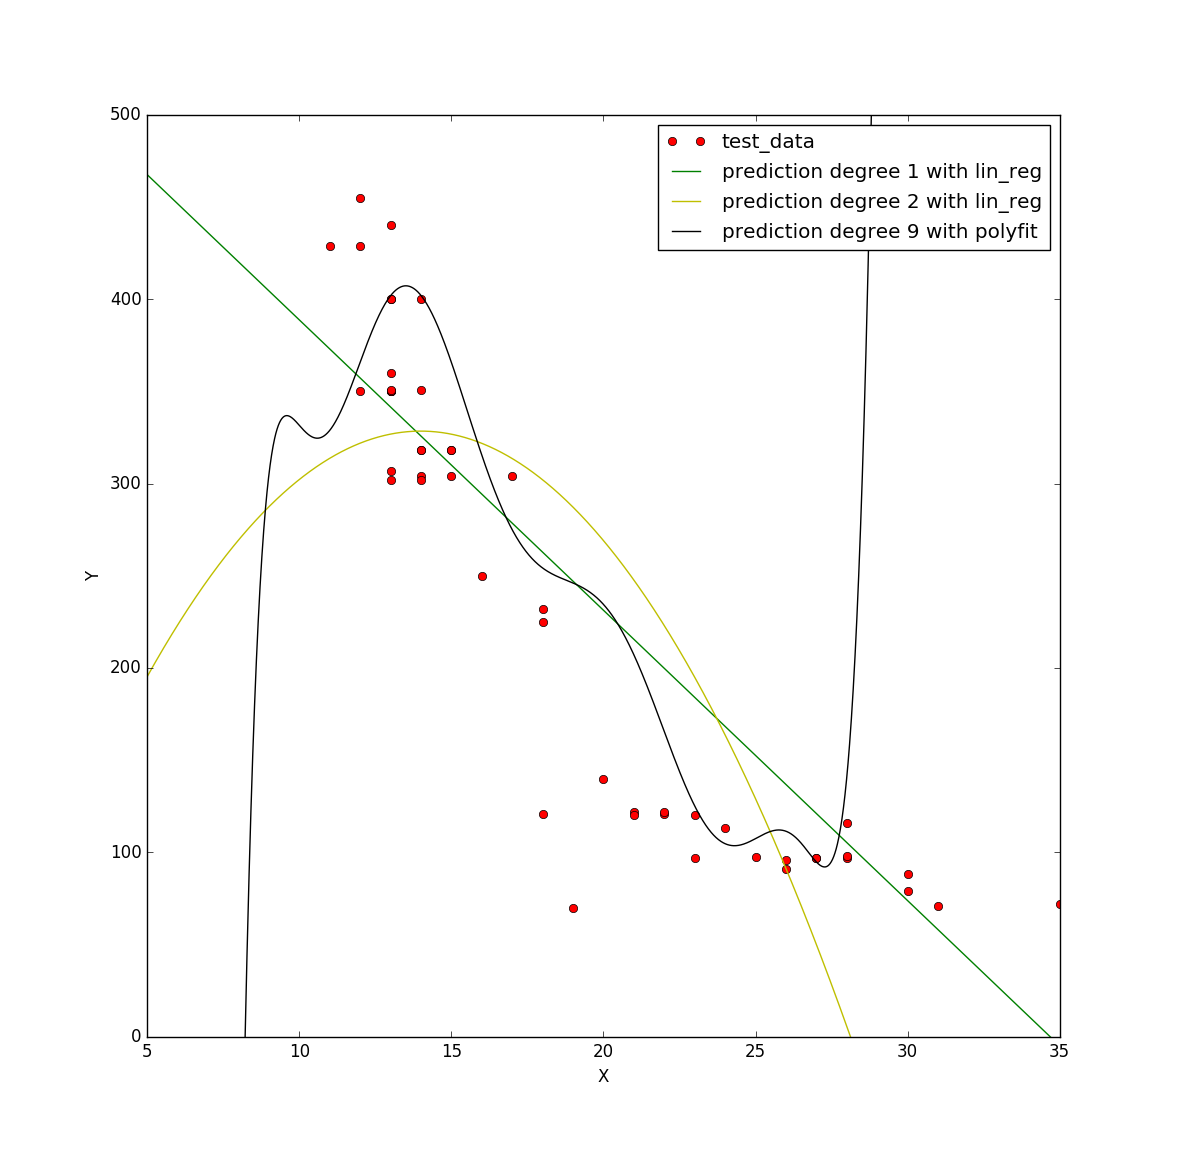 500
400
300
200
100
0
Y
5 10 15 20 25 30 35
X
test_data
prediction degree 1 with lin_reg
prediction degree 2 with lin_reg
prediction degree 9 with polyfit